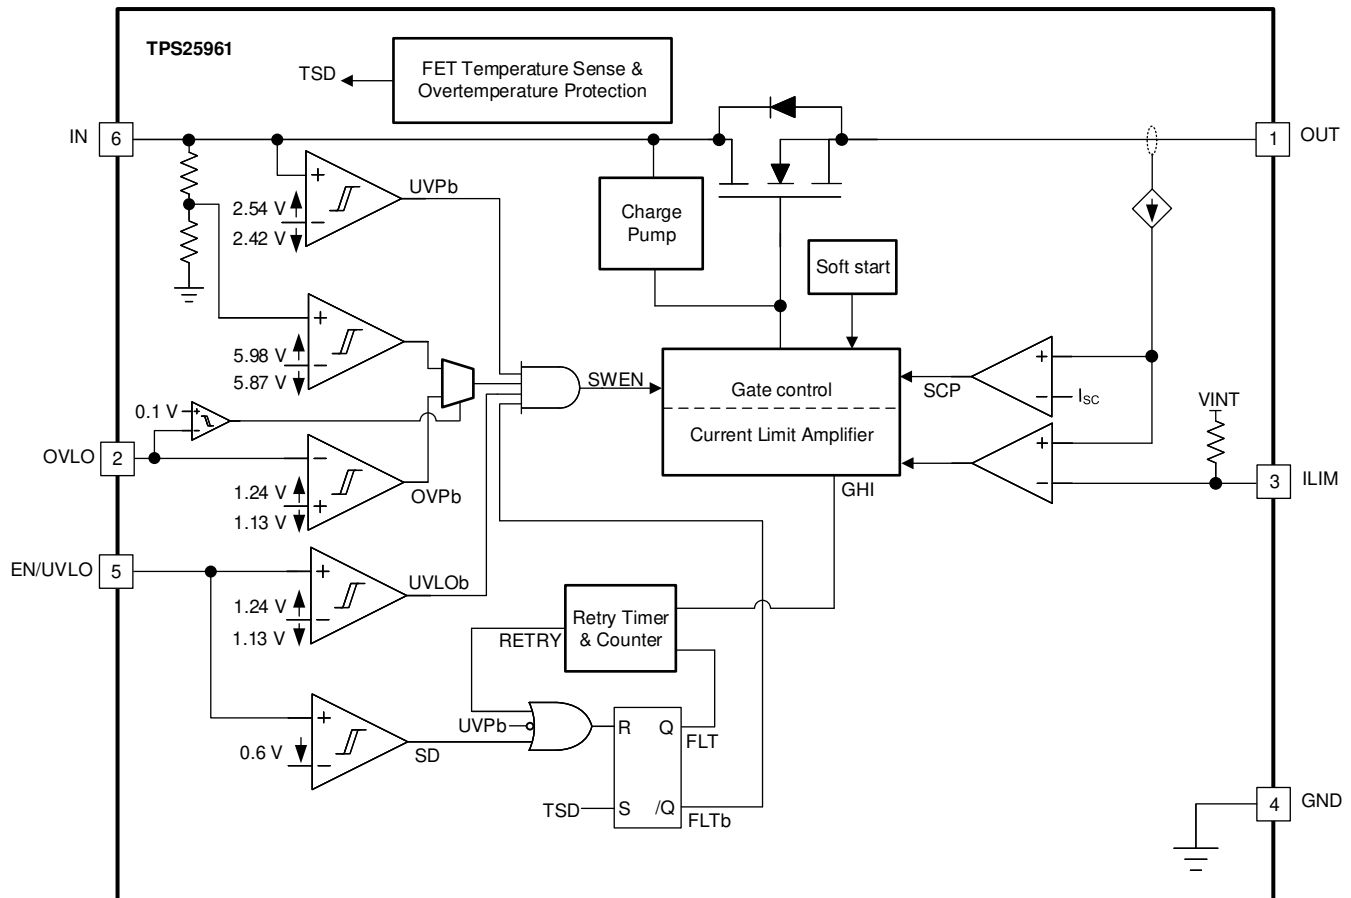 TPS25961
TSD
FET Temperature Sense &
Overtemperature Protection
IN
6
1
OUT
+
UVPb
2.54 V
−
2.42 V
Charge
Pump
Soft start
+
5.98 V
−
5.87 V
SWEN
Gate control
Current Limit Amplifier
SCP
+
−
ISC
VINT
0.1 V
+
−
OVLO
2
−
1.24 V
+
1.13 V
OVPb
+
−
GHI
3
ILIM
EN/UVLO
5
+
UVLOb
1.24 V
−
1.13 V
Retry Timer
& Counter
RETRY
+
0.6 V
−
SD
UVPb
R
Q
FLT
TSD
S
/Q
FLTb
4
GND